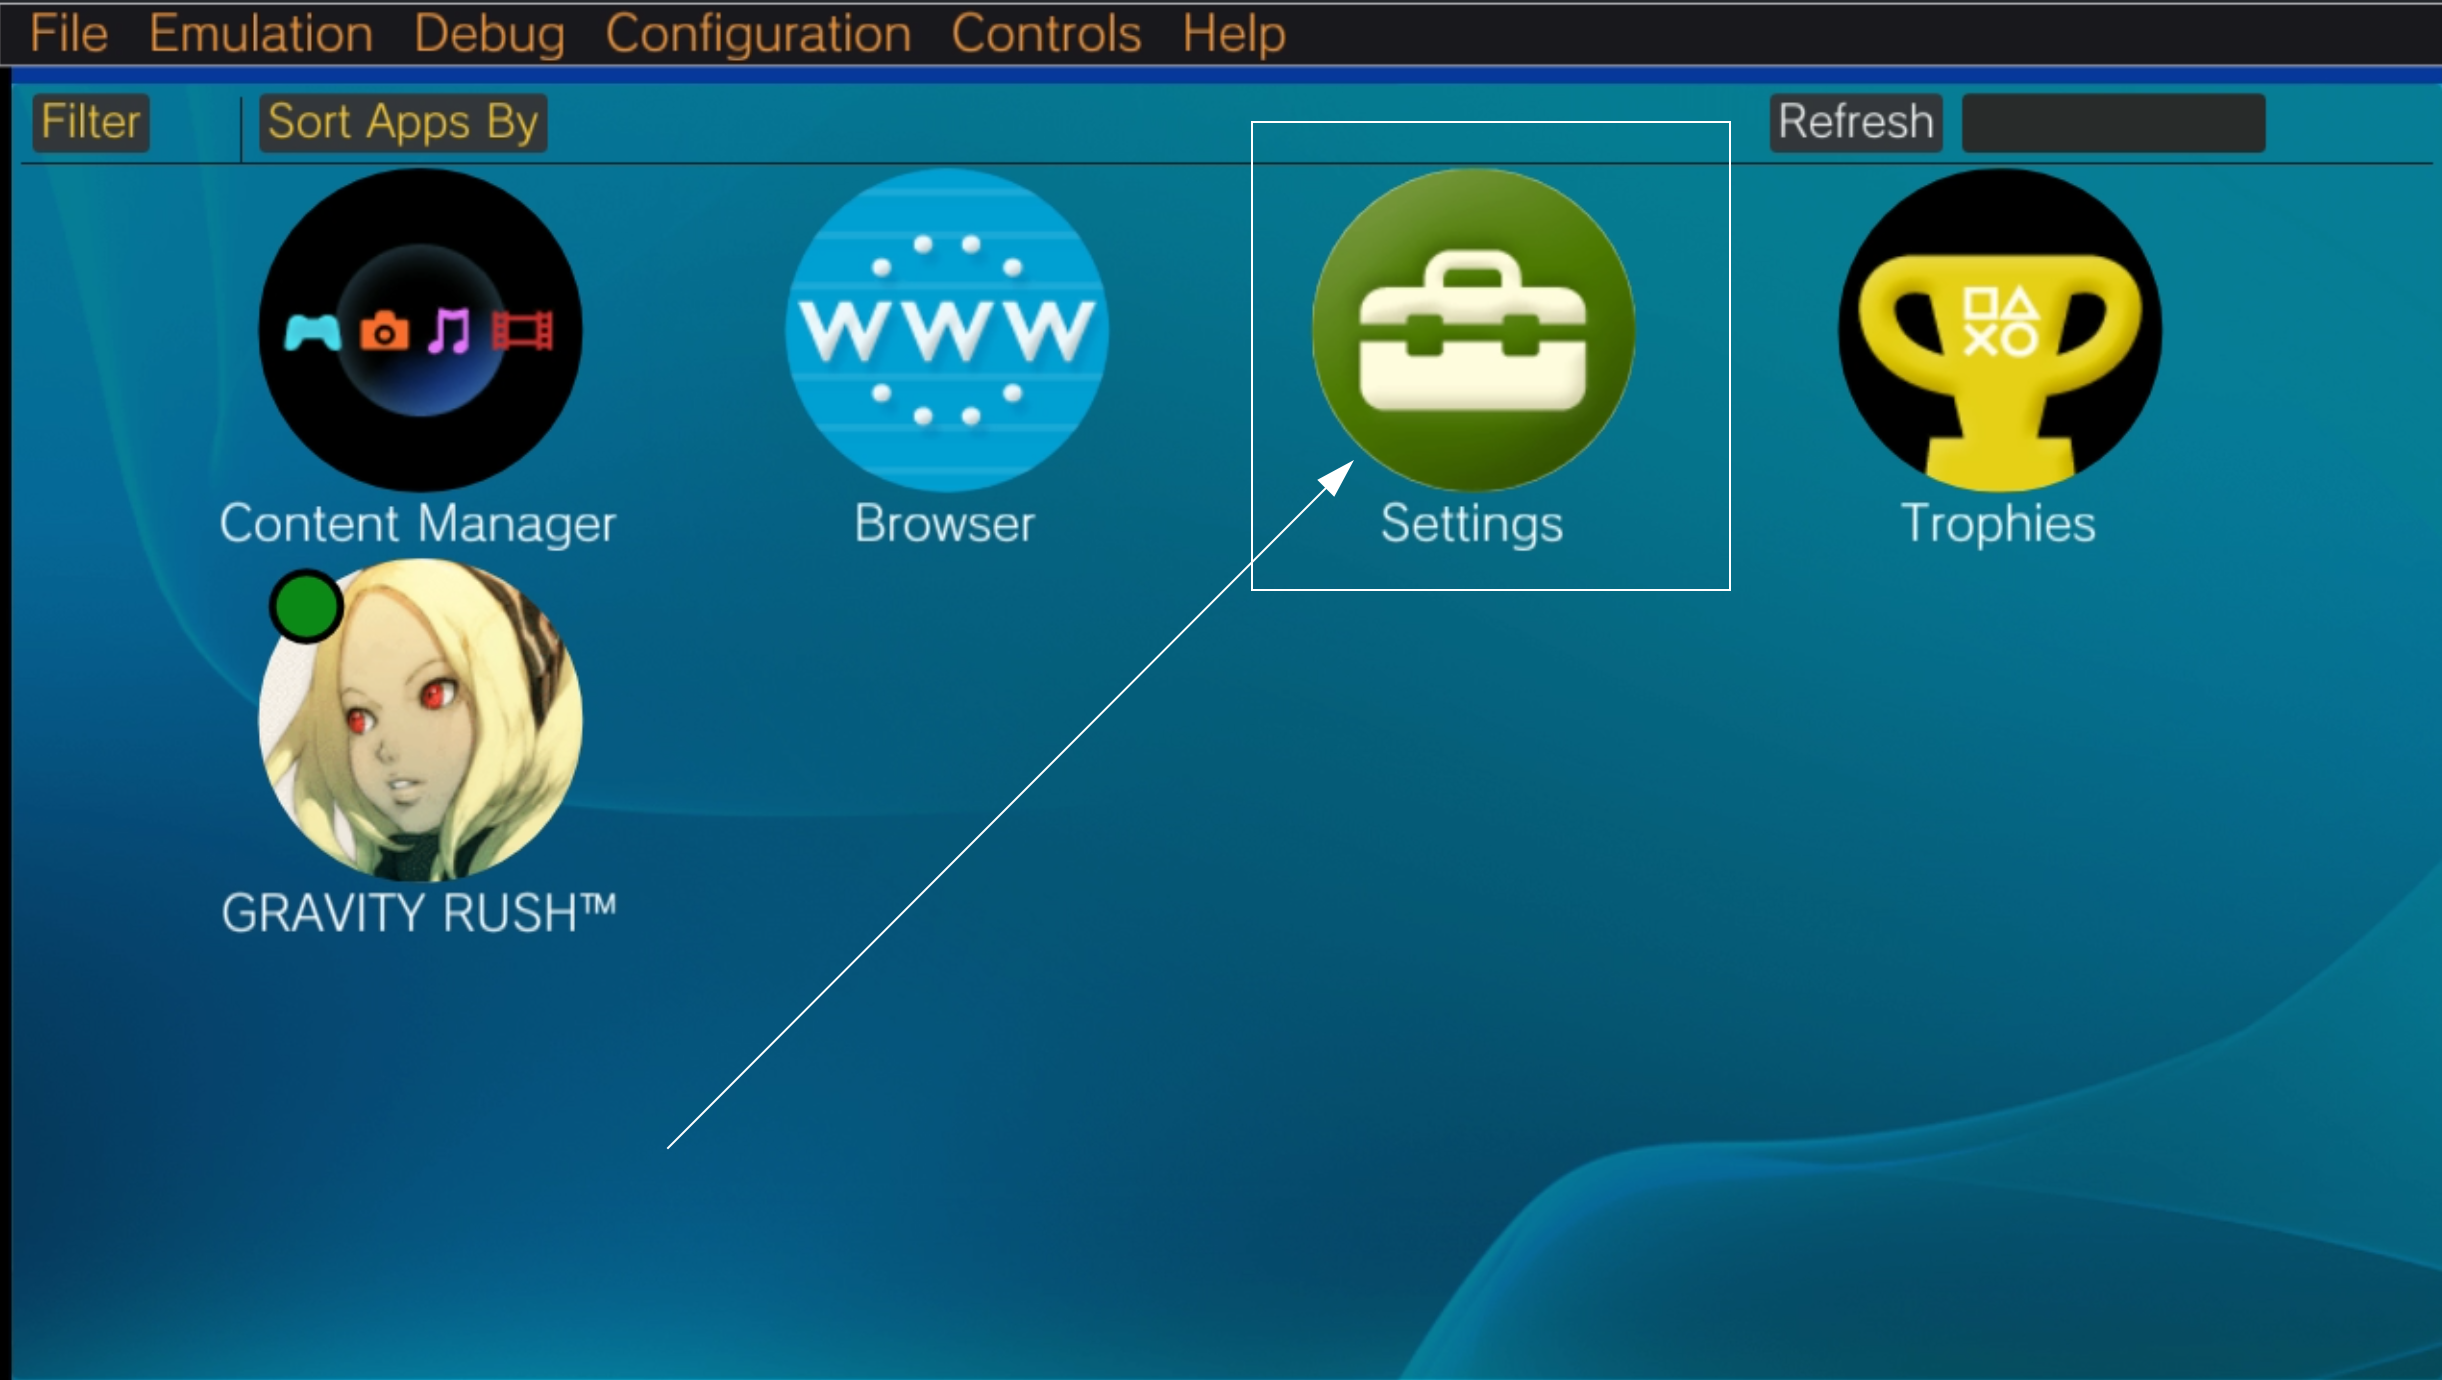 File Emulation Debug Configuration Controls Help
Filter Sort Apps By Refresh
www
Content Manager Browser Settings Trophies
GRAVITY RUSH™